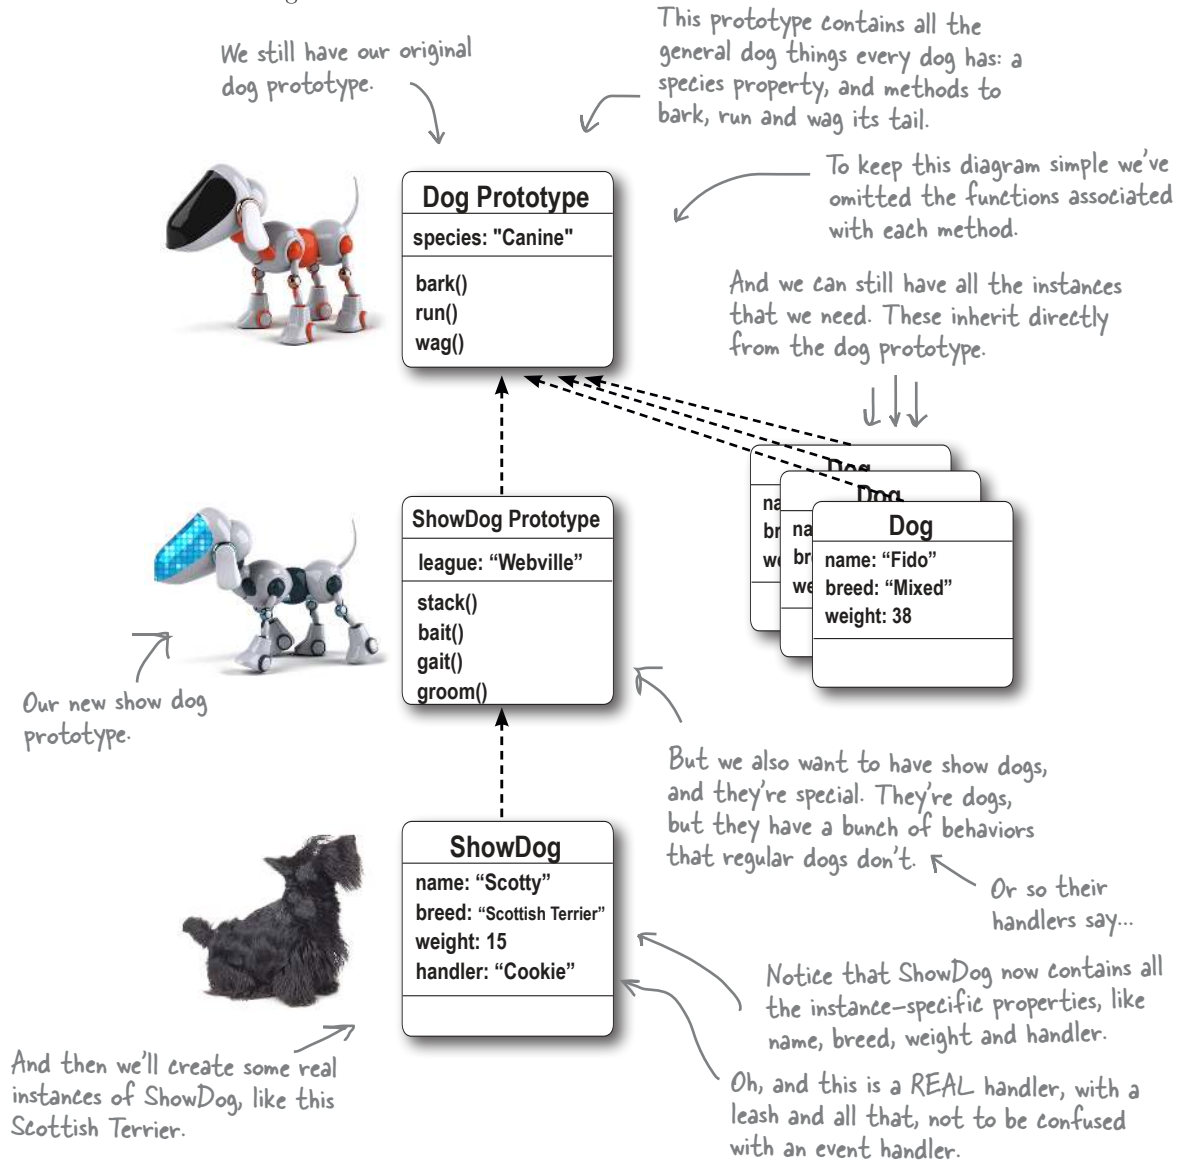 We still have our original
dog prototype.
This prototype contains all the
general dog things every dog has: a
species property, and methods to
bark, run and wag its tail.
To keep this diagram simple we've
omitted the functions associated
with each method.
And we can still have all the instances
that we need. These inherit directly
from the dog prototype.
Dog Prototype
species: "Canine"
bark()
run()
wag()
Dog
na
br
we
Dog
na
br
we
Dog
name: “Fido”
breed: “Mixed”
weight: 38
ShowDog Prototype
league: “Webville”
stack()
bait()
gait()
groom()
Our new show dog
prototype.
But we also want to have show dogs,
and they're special. They're dogs,
but they have a bunch of behaviors
that regular dogs don't.
Or so their
handlers say...
ShowDog
name: “Scotty”
breed: “Scottish Terrier”
weight: 15
handler: “Cookie”
Notice that ShowDog now contains all
the instance-specific properties, like
name, breed, weight and handler.
And then we'll create some real
instances of ShowDog, like this
Scottish Terrier.
Oh, and this is a REAL handler, with a
leash and all that, not to be confused
with an event handler.